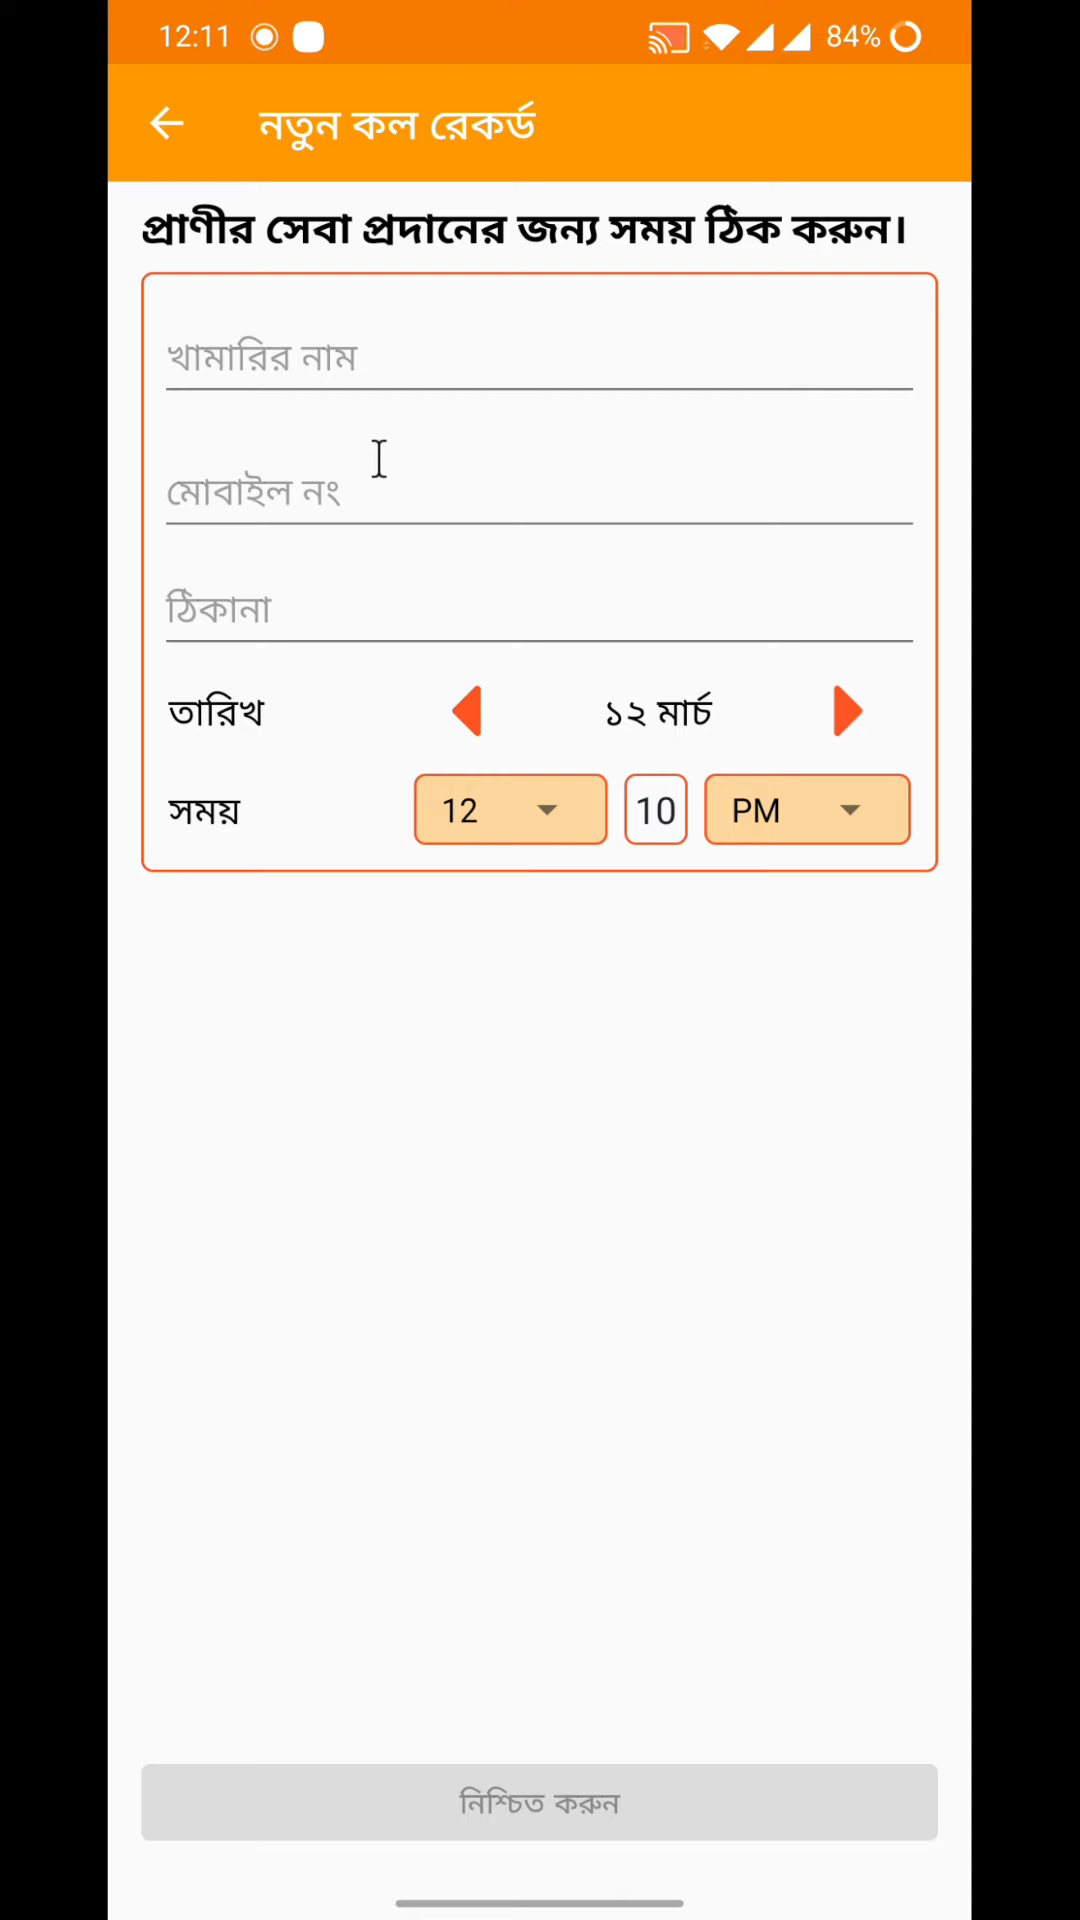 12:11 84%
নতুন কল রেকর্ড
প্রাণীর সেবা প্রদানের জন্য সময় ঠিক করুন।
খামারির নাম
মোবাইল নং
ঠিকানা
তারিখ ১২ মার্চ
সময় 12 10 PM
নিশ্চিত করুন